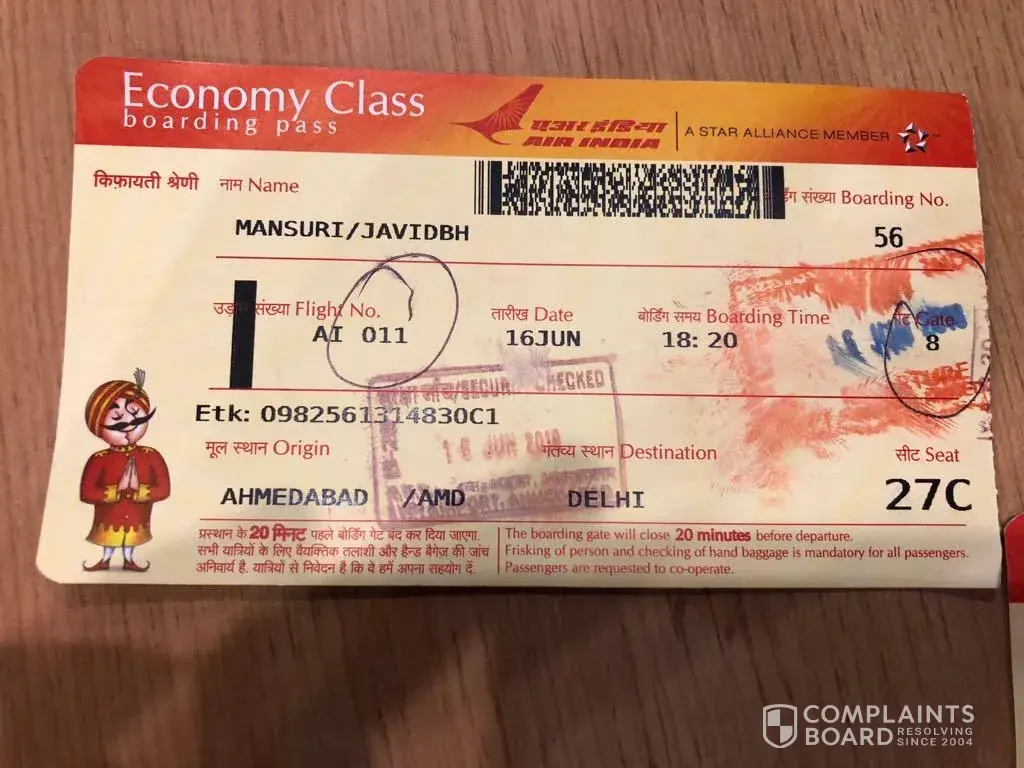 Economy Class
boarding pass
एअर इंडिया
AIR INDIA
A STAR ALLIANCE MEMBER
किफ़ायती श्रेणी
नाम Name
संख्या Boarding No.
MANSURI/JAVIDBH
56
संख्या Flight No.
तारीख Date
बोर्डिंग समय Boarding Time
गेट Gate
AI 011
16JUN
18:20
8
CHECKED
Etk: 0982561314830C1
16 JUN
मूल स्थान Origin
गंतव्य स्थान Destination
सीट Seat
AHMEDABAD /AMD
DELHI
27C
प्रस्थान के 20 मिनट पहले बोर्डिंग गेट बंद कर दिया जाएगा.
सभी यात्रियों के लिए वैयक्तिक तलाशी और हैन्ड बैगेज़ की जांच
अनिवार्य है. यात्रियों से निवेदन है कि वे हमें अपना सहयोग दें.
The boarding gate will close 20 minutes before departure.
Frisking of person and checking of hand baggage is mandatory for all passengers.
Passengers are requested to co-operate.
COMPLAINTS
BOARD RESOLVING
SINCE 2004